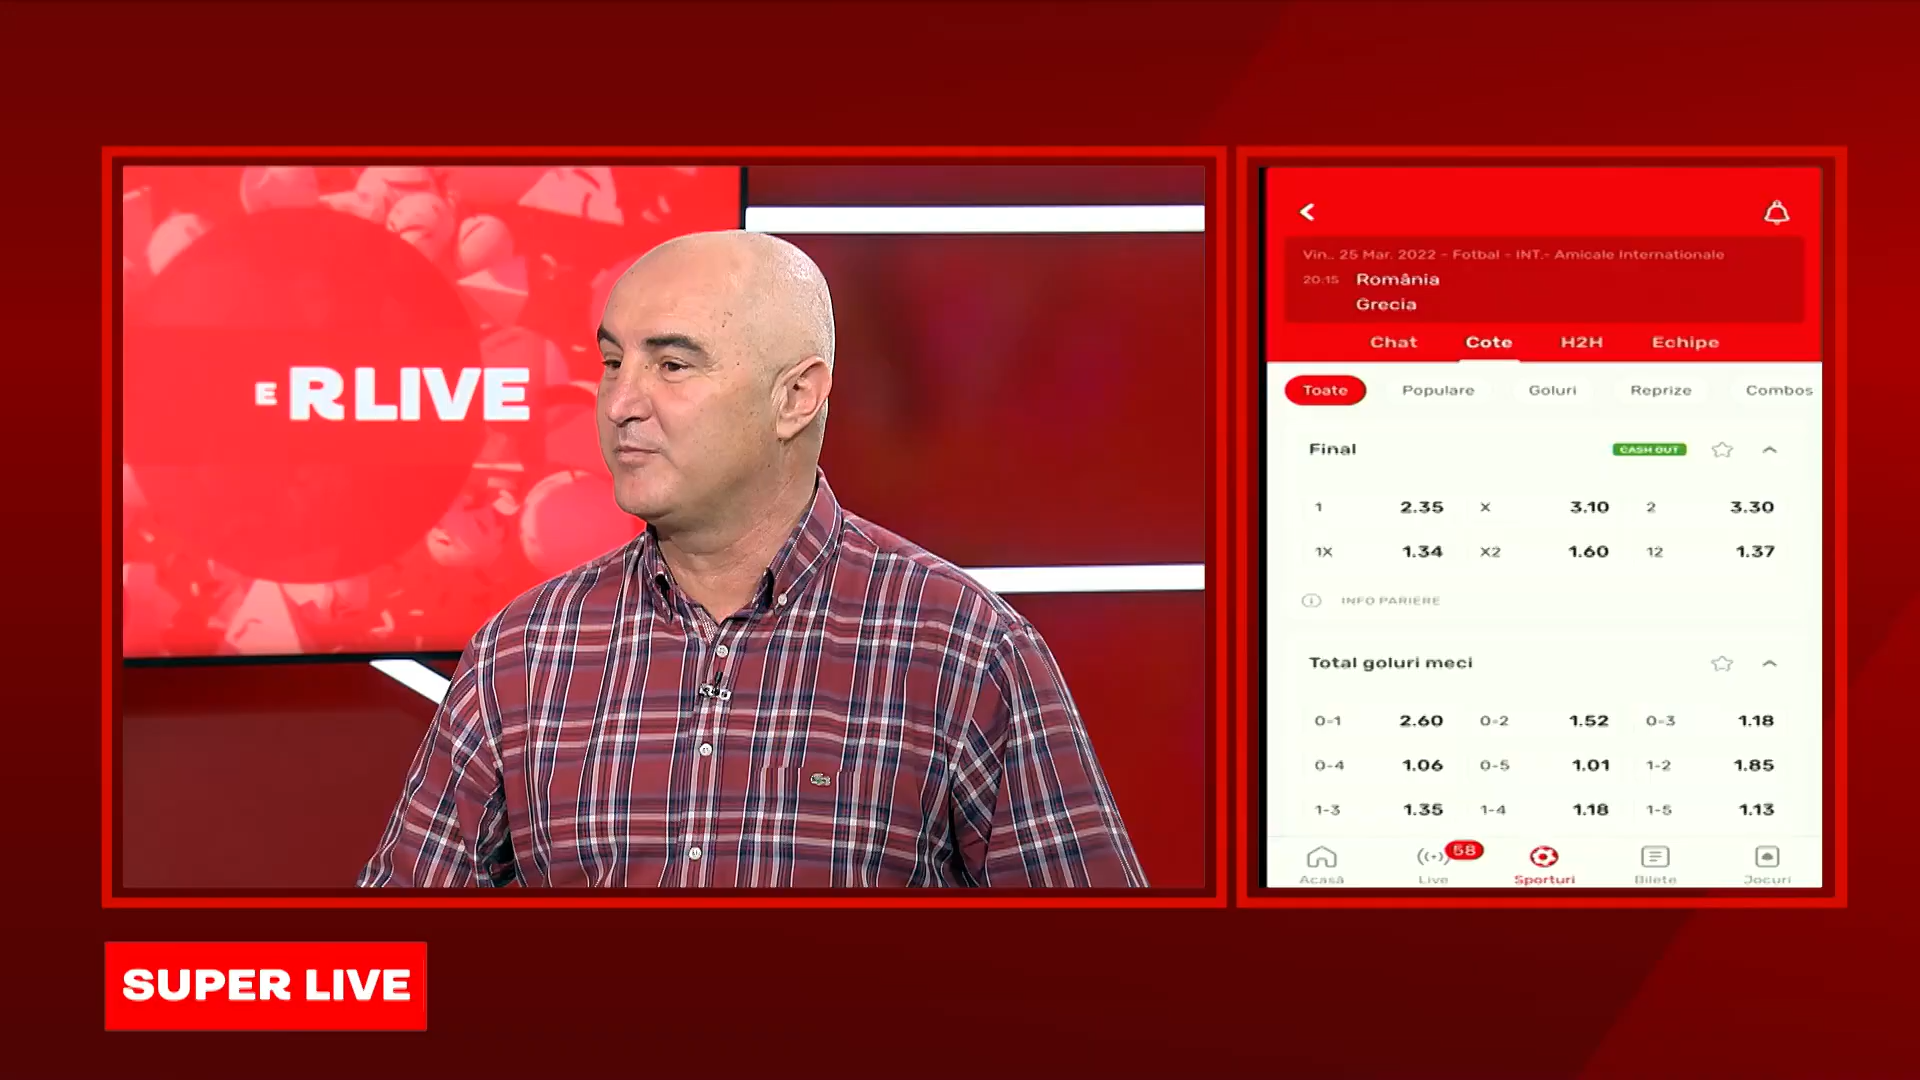 E R LIVE
Vin.. 25 Mar. 2022 - Fotbal - INT.- Amicale Internationale
20:15 România
Grecia
Chat Cote H2H Echipe
Toate Populare Goluri Reprize Combos
Final CASH OUT
1 2.35 X 3.10 2 3.30
1X 1.34 X2 1.60 12 1.37
INFO PARIERE
Total goluri meci
0-1 2.60 0-2 1.52 0-3 1.18
0-4 1.06 0-5 1.01 1-2 1.85
1-3 1.35 1-4 1.18 1-5 1.13
58
Acasă Live Sporturi Bilete Jocuri
SUPER LIVE